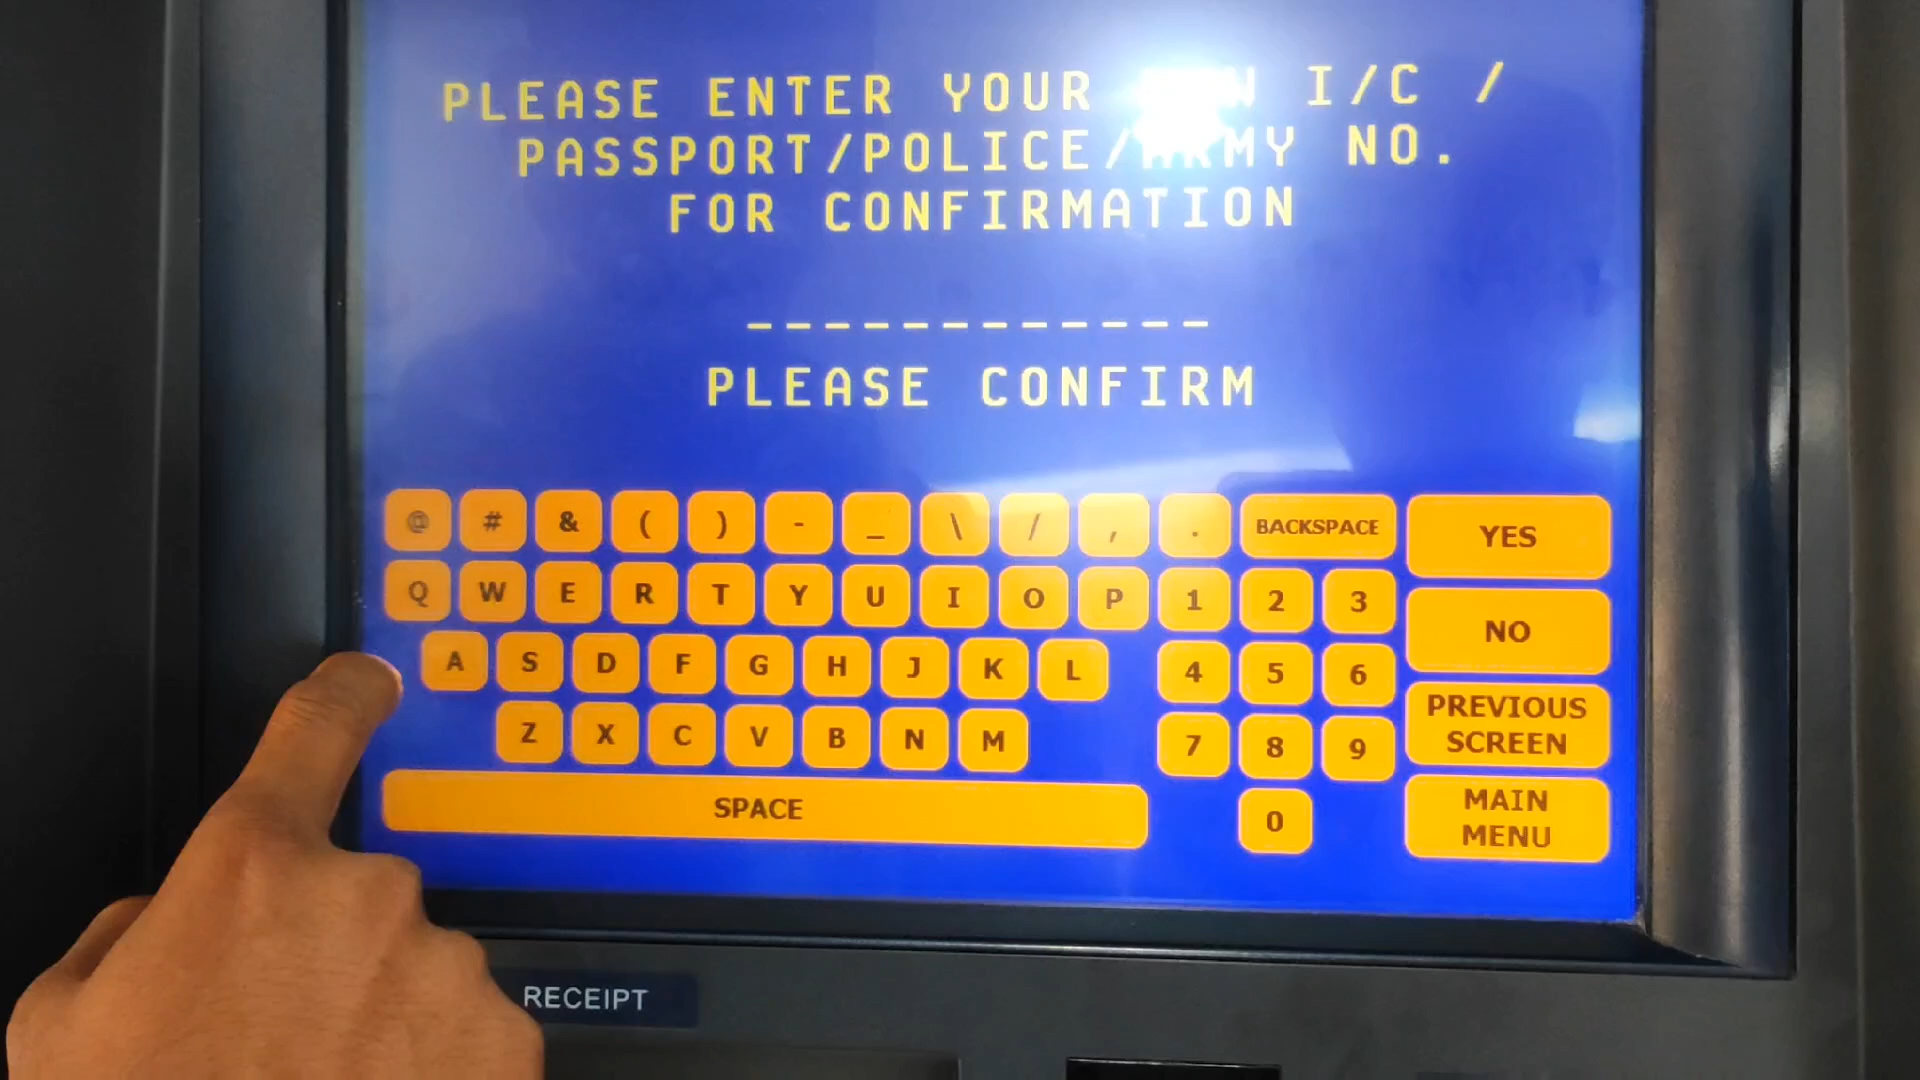 PLEASE ENTER YOUR I/C /
PASSPORT/POLICE/ARMY NO.
FOR CONFIRMATION
____________
PLEASE CONFIRM
@ # & ( ) - _ \ / , . BACKSPACE YES
Q W E R T Y U I O P 1 2 3
NO
A S D F G H J K L 4 5 6
PREVIOUS
SCREEN
Z X C V B N M 7 8 9
SPACE 0
MAIN
MENU
RECEIPT